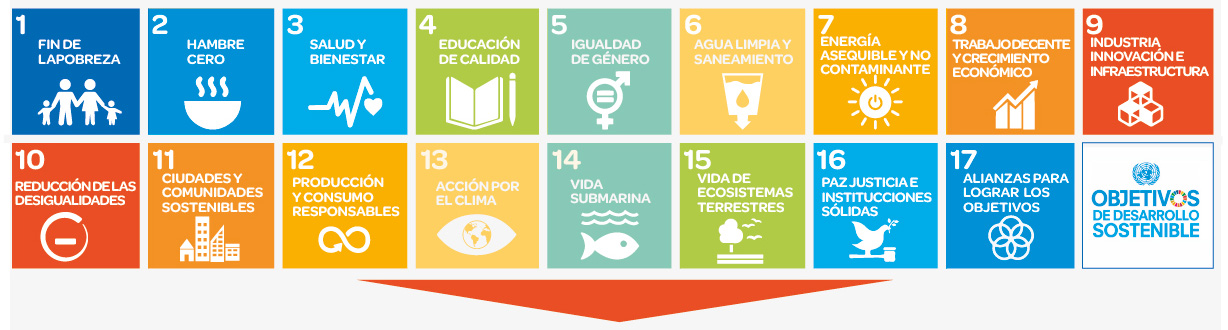 1
FIN DE
LAPOBREZA
2
HAMBRE
CERO
3
SALUD Y
BIENESTAR
4
EDUCACIÓN
DE CALIDAD
5
IGUALDAD
DE GÉNERO
6
AGUA LIMPIA Y
SANEAMIENTO
7
ENERGÍA
ASEQUIBLE Y NO
CONTAMINANTE
8
TRABAJO DECENTE
Y CRECIMIENTO
ECONÓMICO
9
INDUSTRIA
INNOVACIÓN E
INFRAESTRUCTURA
10
REDUCCIÓN DE LAS
DESIGUALDADES
11
CIUDADES Y
COMUNIDADES
SOSTENIBLES
12
PRODUCCIÓN
Y CONSUMO
RESPONSABLES
13
ACCIÓN POR
EL CLIMA
14
VIDA
SUBMARINA
15
VIDA DE
ECOSISTEMAS
TERRESTRES
16
PAZ JUSTICIA E
INSTITUCCIONES
SÓLIDAS
17
ALIANZAS PARA
LOGRAR LOS
OBJETIVOS
OBJETIVOS
DE DESARROLLO
SOSTENIBLE